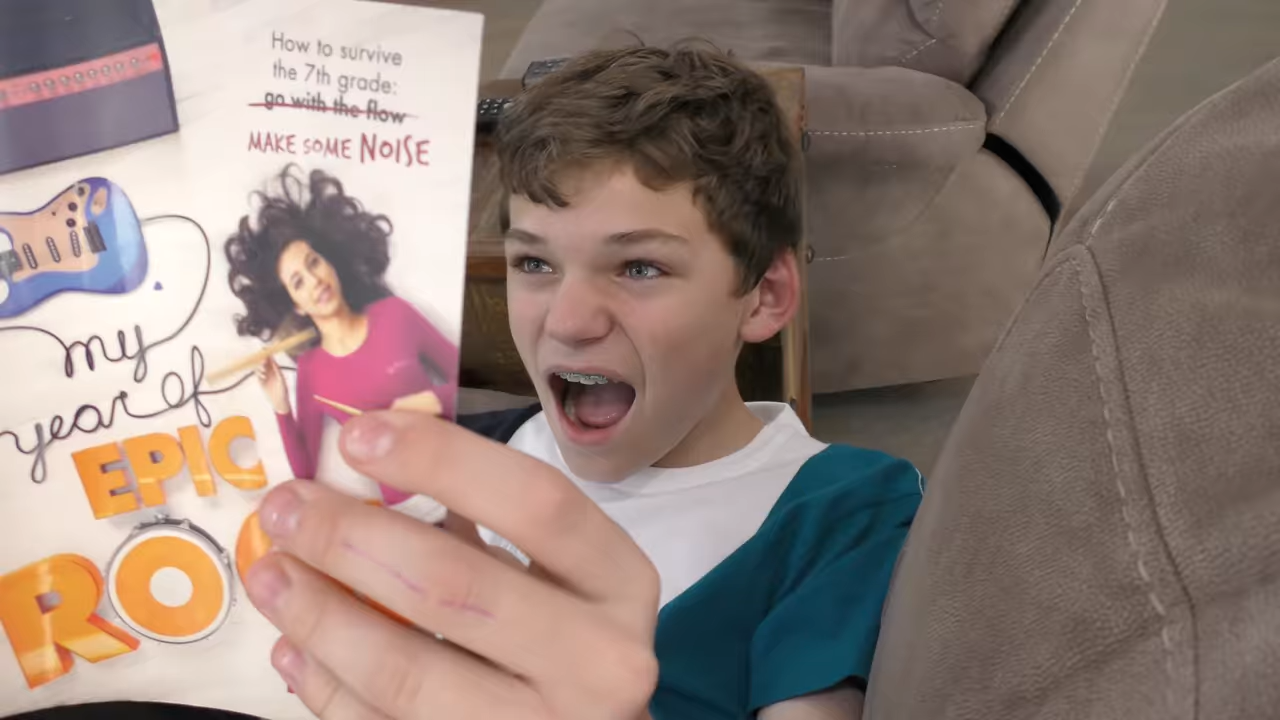 How to survive
the 7th grade:
go with the flow
MAKE SOME NOISE
my
year of
EPIC